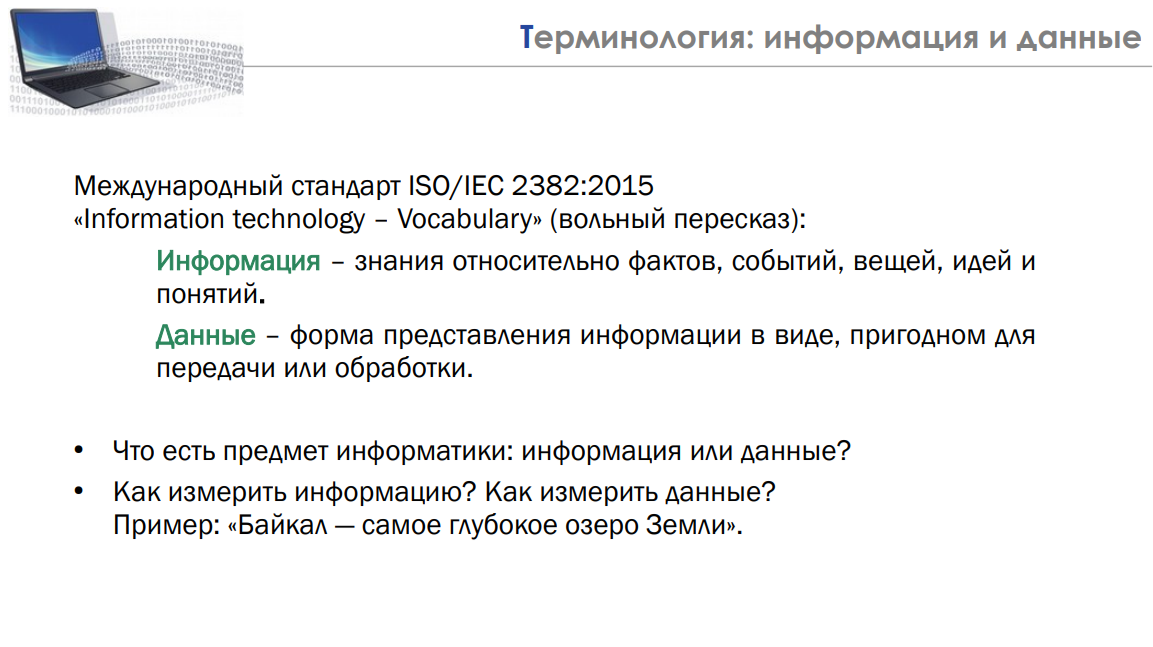 Терминология: информация и данные
Международный стандарт ISO/IEC 2382:2015
«Information technology – Vocabulary» (вольный пересказ):
Информация – знания относительно фактов, событий, вещей, идей и
понятий.
Данные – форма представления информации в виде, пригодном для
передачи или обработки.
• Что есть предмет информатики: информация или данные?
• Как измерить информацию? Как измерить данные?
Пример: «Байкал — самое глубокое озеро Земли».